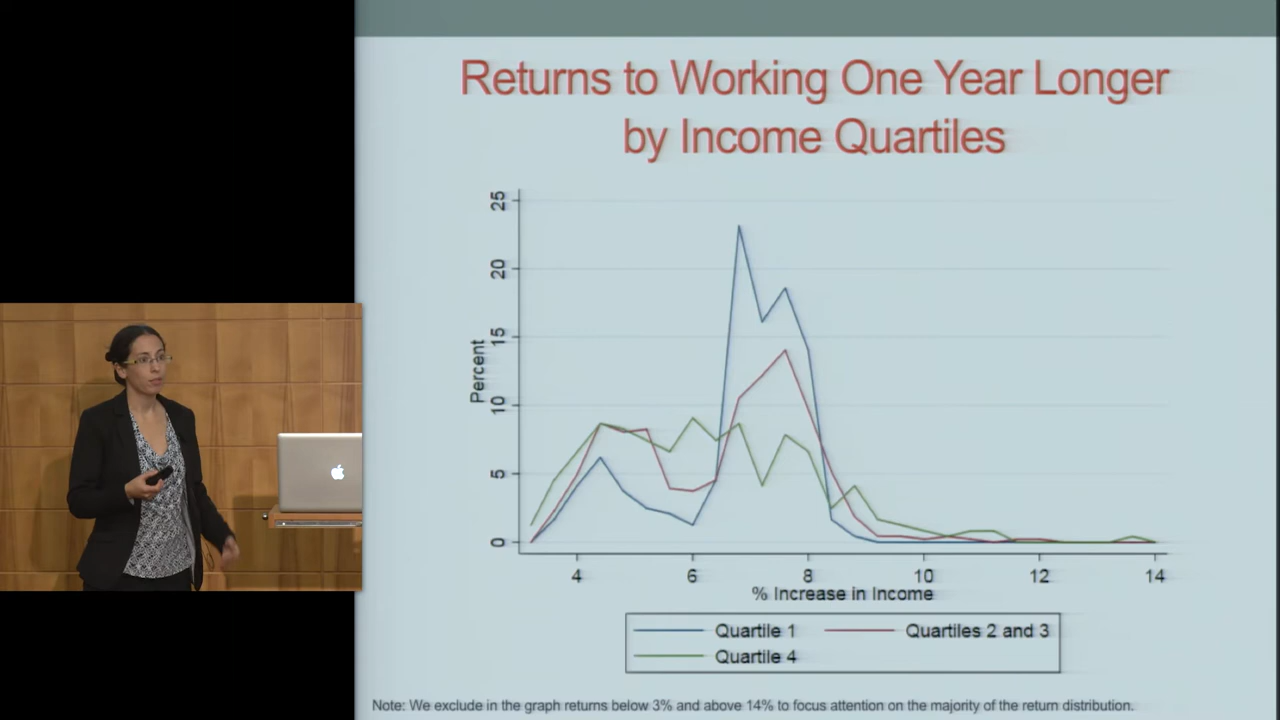 Returns to Working One Year Longer
by Income Quartiles
Percent
25
20
15
10
5
0
4 6 8 10 12 14
% Increase in Income
Quartile 1 Quartiles 2 and 3
Quartile 4
Note: We exclude in the graph returns below 3% and above 14% to focus attention on the majority of the return distribution.